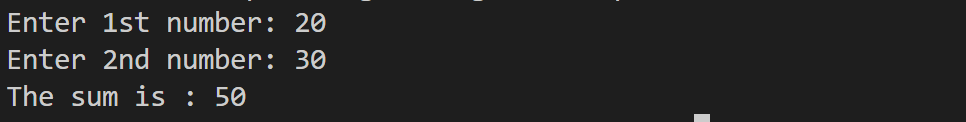 Enter 1st number: 20
Enter 2nd number: 30
The sum is : 50